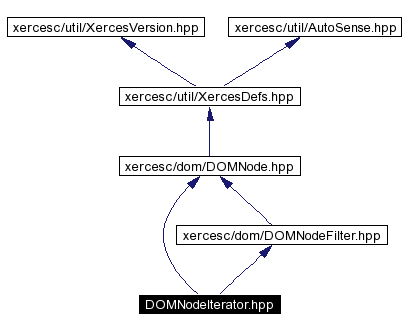 xercesc/util/XercesVersion.hpp
xercesc/util/AutoSense.hpp
xercesc/util/XercesDefs.hpp
xercesc/dom/DOMNode.hpp
xercesc/dom/DOMNodeFilter.hpp
DOMNodeIterator.hpp